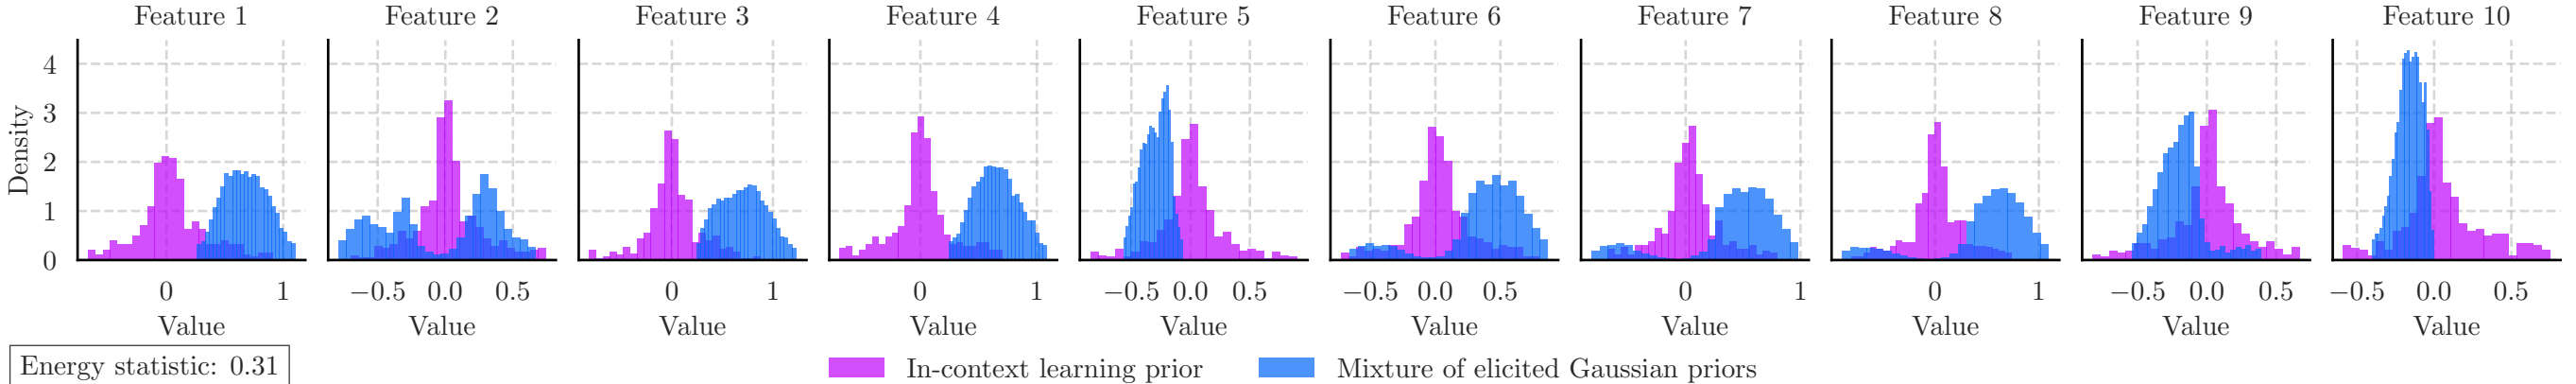 Feature 1 Feature 2 Feature 3 Feature 4 Feature 5 Feature 6 Feature 7 Feature 8 Feature 9 Feature 10
4
3
2
1
0
Density
0 1 −0.5 0.0 0.5 0 1 0 1 −0.5 0.0 0.5 −0.5 0.0 0.5 0 1 0 1 −0.5 0.0 0.5 −0.5 0.0 0.5
Value Value Value Value Value Value Value Value Value Value
Energy statistic: 0.31
In-context learning prior Mixture of elicited Gaussian priors